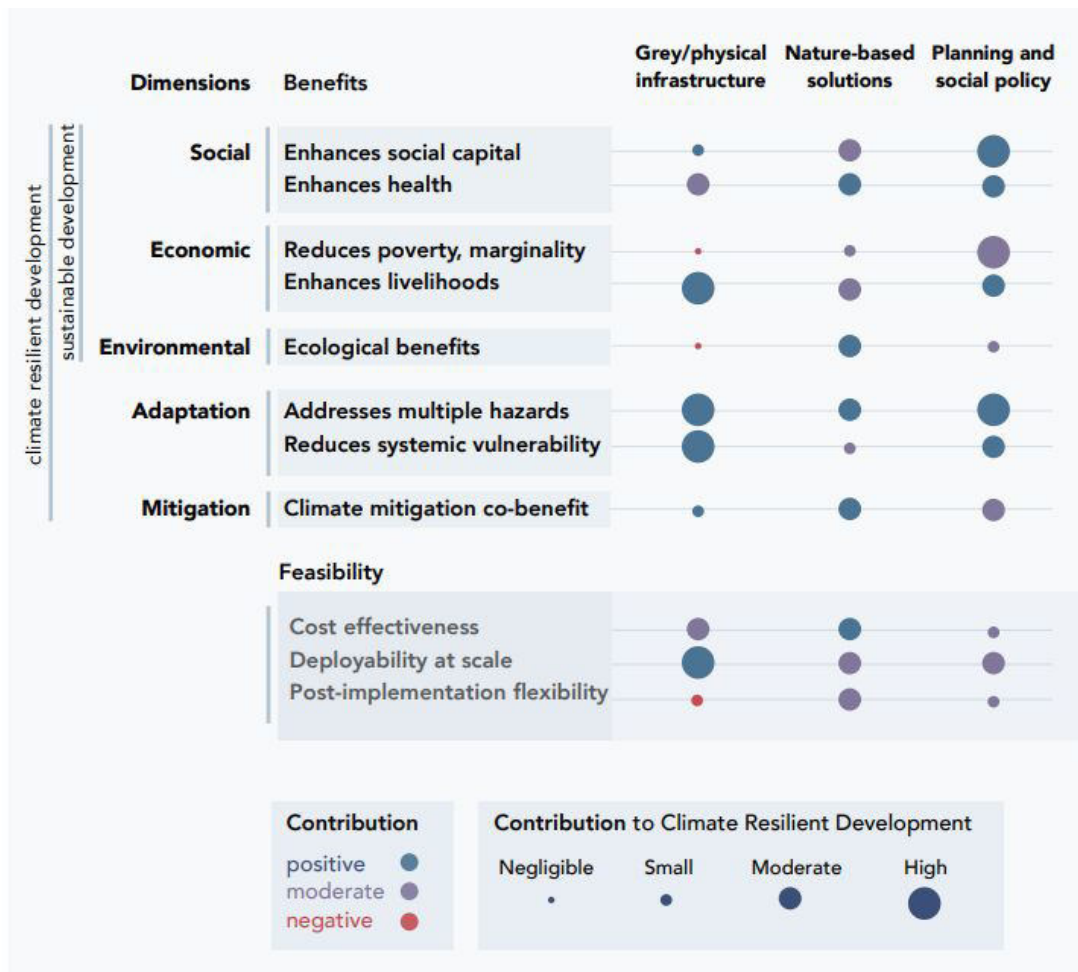 Grey/physical infrastructure
Nature-based solutions
Planning and social policy
Dimensions Benefits
climate resilient development
sustainable development
Social Enhances social capital
Enhances health
Economic Reduces poverty, marginality
Enhances livelihoods
Environmental Ecological benefits
Adaptation Addresses multiple hazards
Reduces systemic vulnerability
Mitigation Climate mitigation co-benefit
Feasibility
Cost effectiveness
Deployability at scale
Post-implementation flexibility
Contribution
positive
moderate
negative
Contribution to Climate Resilient Development
Negligible Small Moderate High